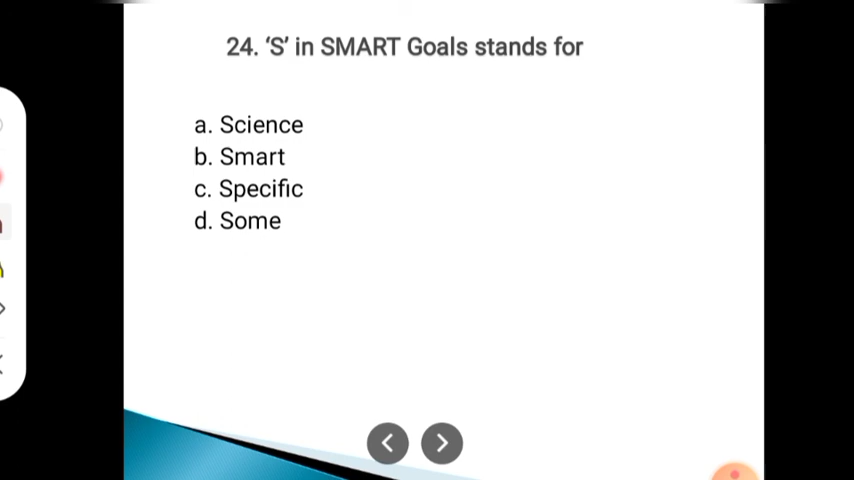 24. ‘S’ in SMART Goals stands for
a. Science
b. Smart
c. Specific
d. Some